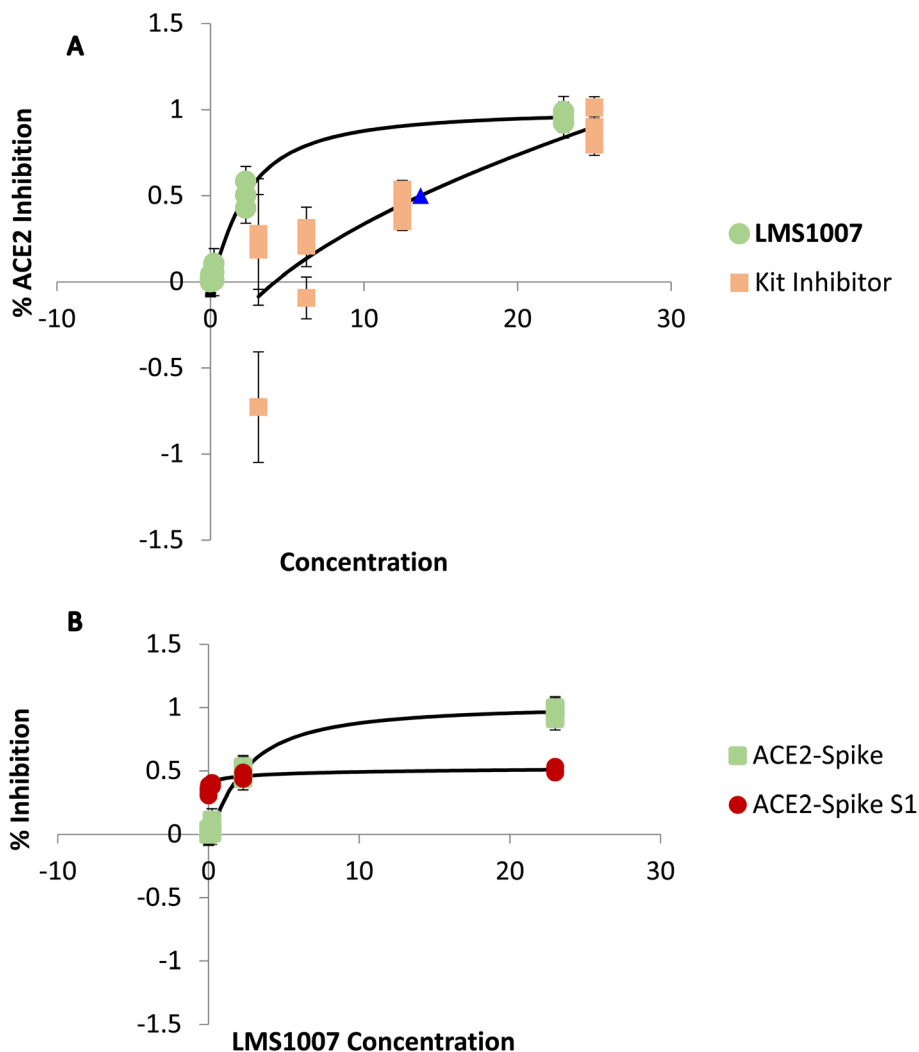 A
% ACE2 Inhibition
1.5
1
0.5
0
-0.5
-1
-1.5
-10
0
10
20
30
LMS1007
Kit Inhibitor
Concentration
B
% Inhibition
1.5
1
0.5
0
-0.5
-1
-1.5
-10
0
10
20
30
ACE2-Spike
ACE2-Spike S1
LMS1007 Concentration